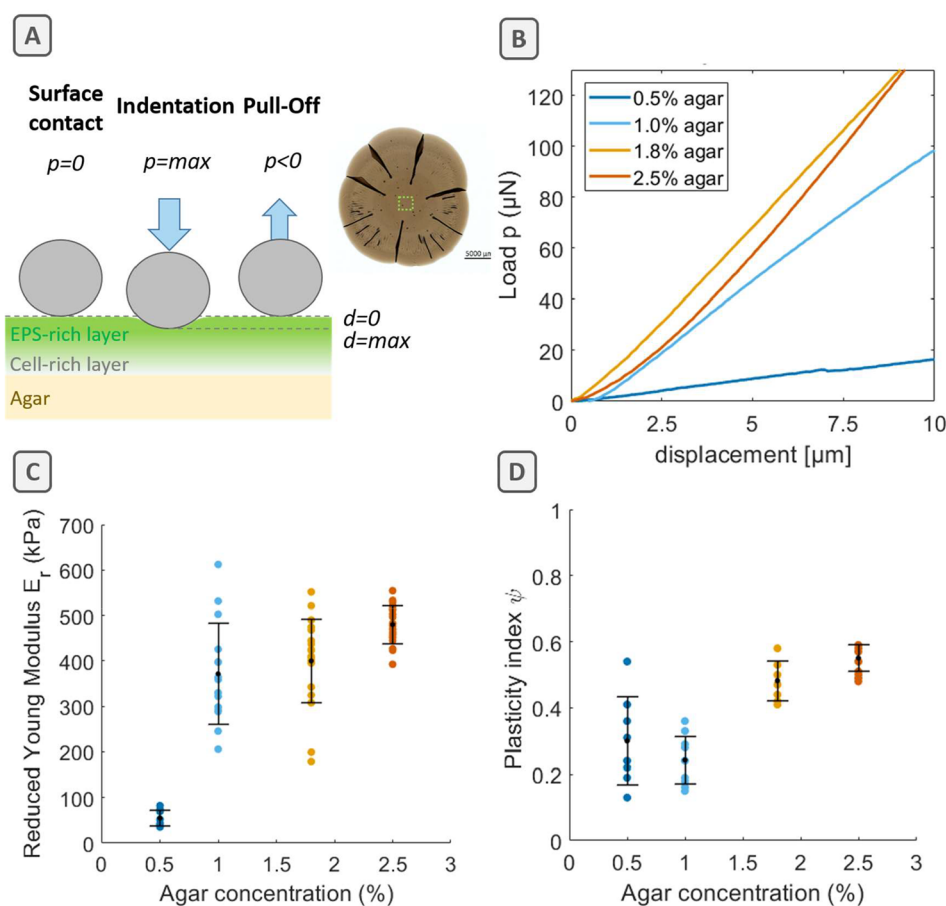 A
Surface
contact
Indentation
Pull-Off
p=0
p=max
p<0
5000 µm
d=0
d=max
EPS-rich layer
Cell-rich layer
Agar
B
Load p (µN)
120
100
80
60
40
20
0
0.5% agar
1.0% agar
1.8% agar
2.5% agar
0 2.5 5 7.5 10
displacement [µm]
C
Reduced Young Modulus E_r (kPa)
700
600
500
400
300
200
100
0
0 0.5 1 1.5 2 2.5 3
Agar concentration (%)
D
Plasticity index ψ
1
0.8
0.6
0.4
0.2
0
0 0.5 1 1.5 2 2.5 3
Agar concentration (%)